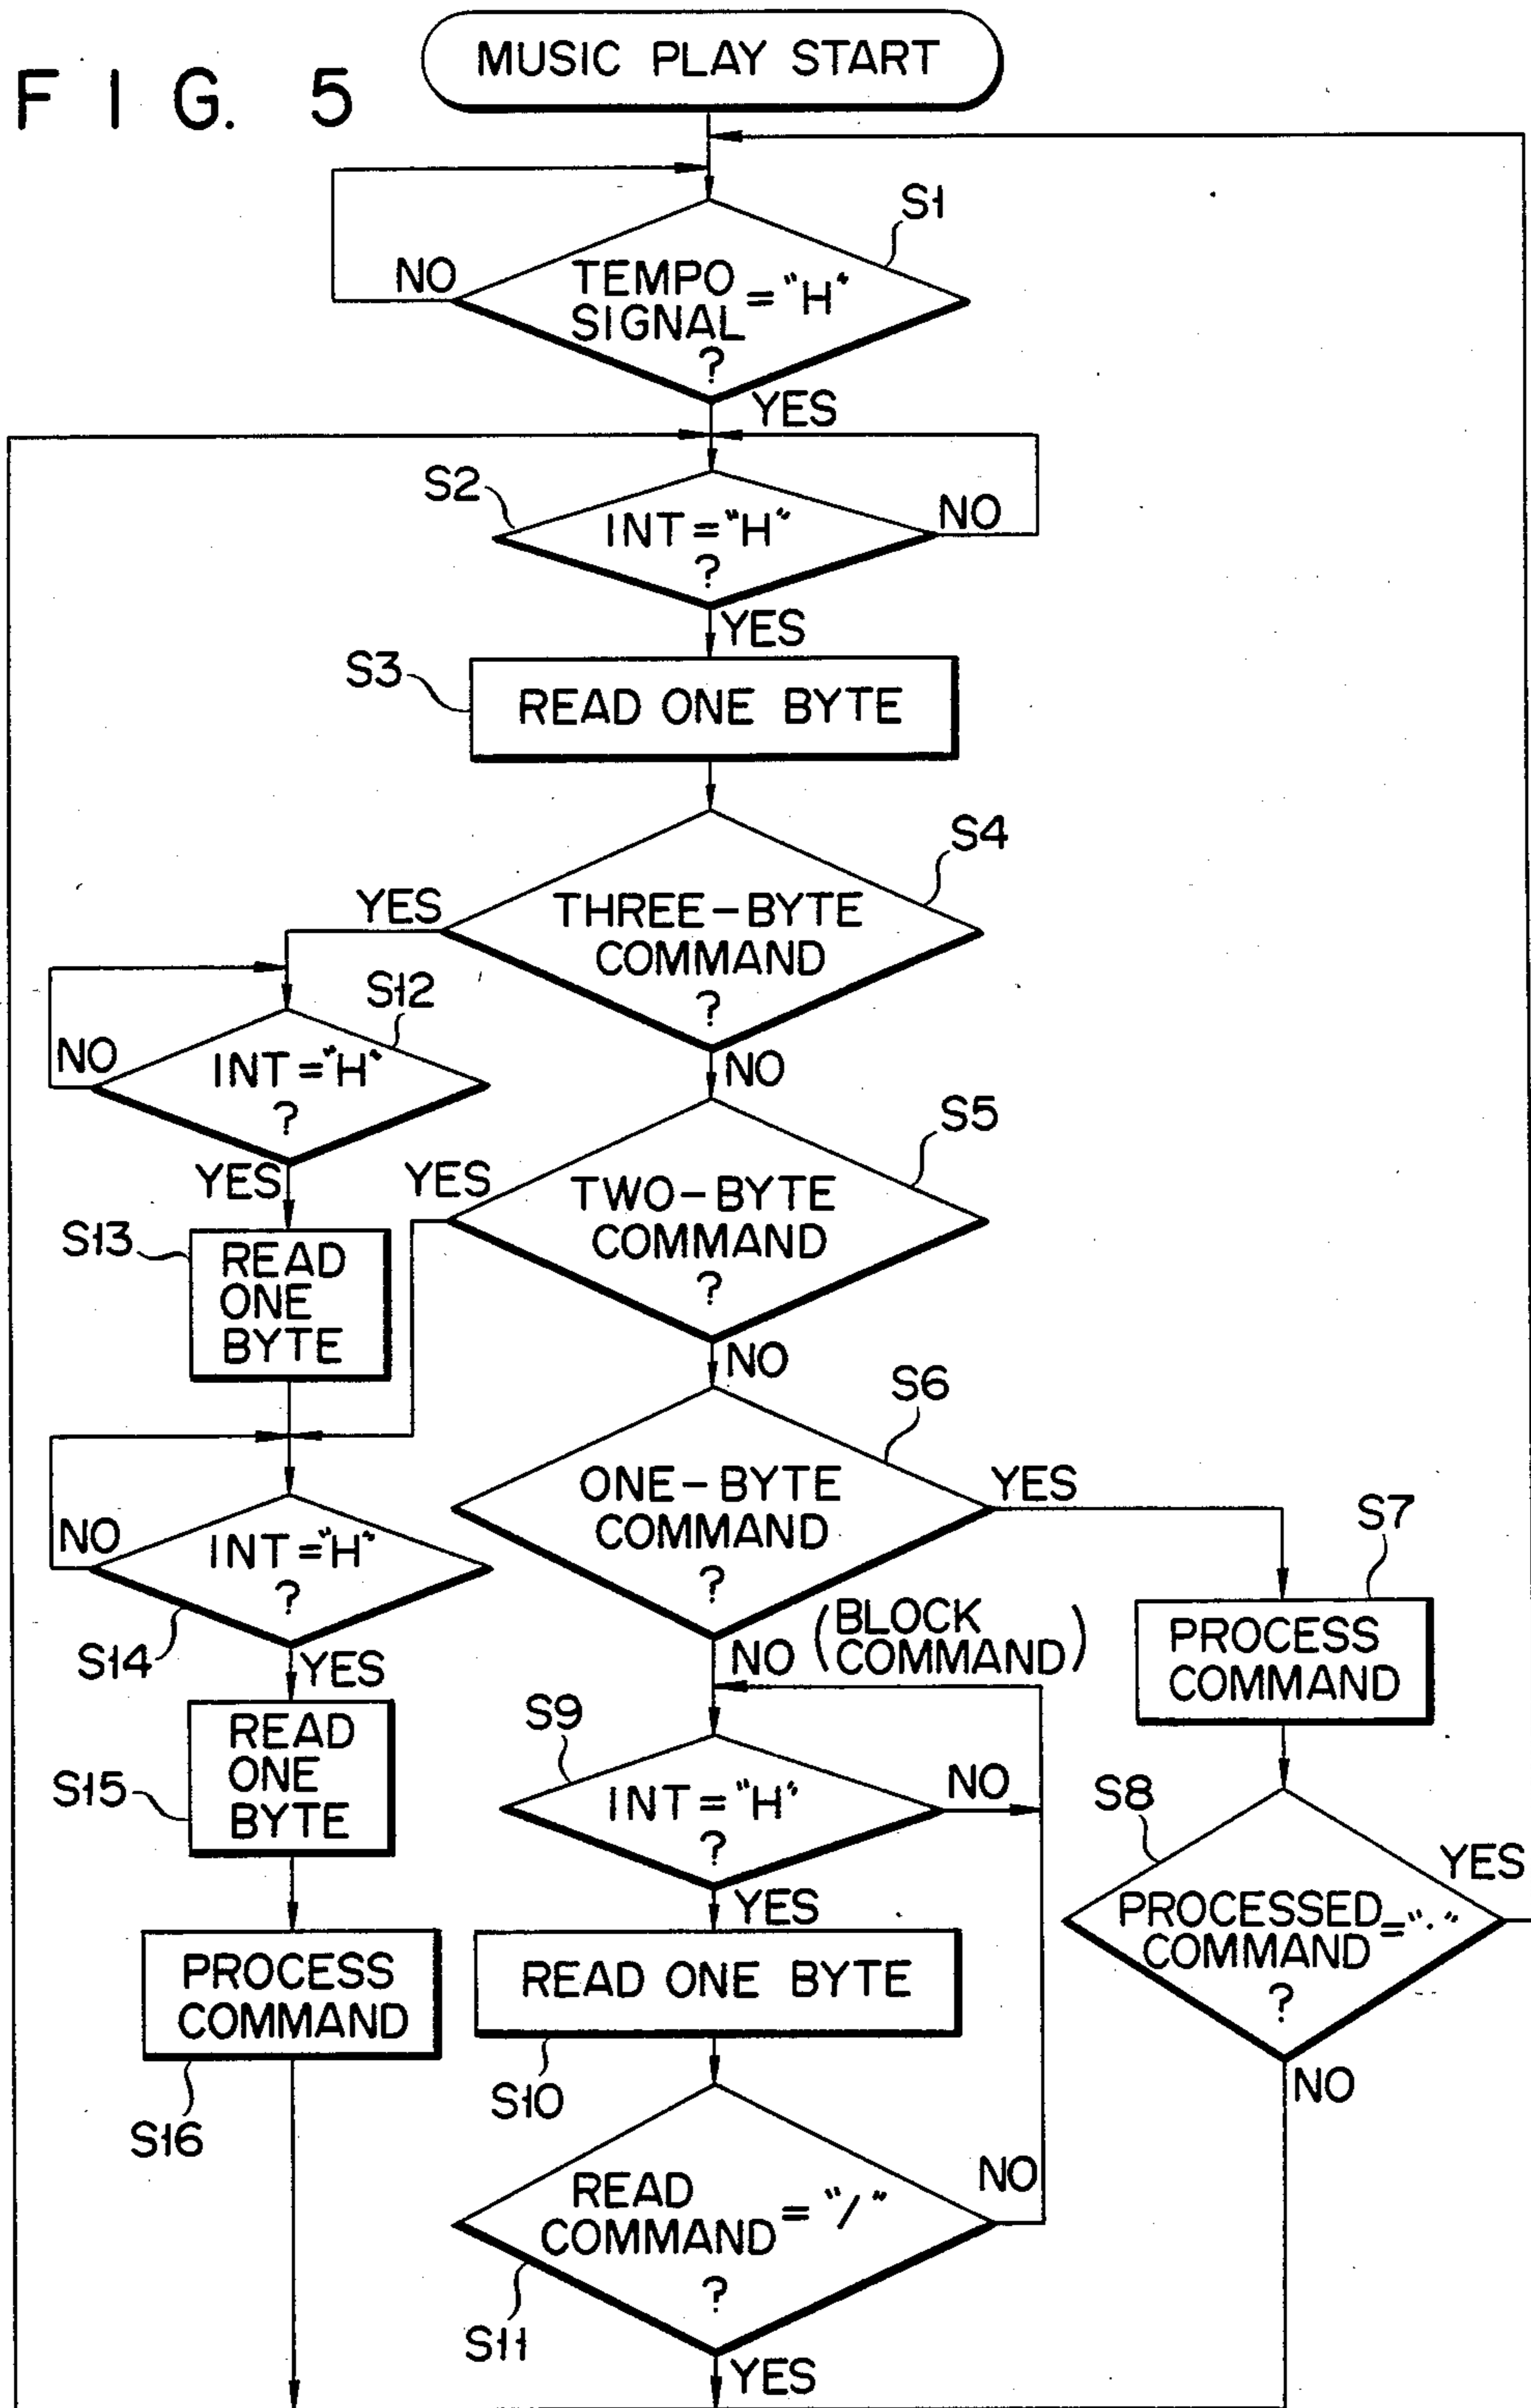 FIG. 5
MUSIC PLAY START
S1
NO
TEMPO
SIGNAL = "H"
?
YES
S2
INT = "H"
?
NO
YES
S3
READ ONE BYTE
S4
YES
THREE-BYTE
COMMAND
?
NO
S12
NO
INT = "H"
?
YES
S5
YES
TWO-BYTE
COMMAND
?
NO
S13
READ
ONE
BYTE
S6
ONE-BYTE
COMMAND
?
YES
NO (BLOCK
COMMAND)
NO
INT = "H"
?
S14
YES
S7
PROCESS
COMMAND
S9
INT = "H"
?
NO
YES
S15
READ
ONE
BYTE
S8
YES
PROCESSED
COMMAND = "."
?
NO
READ ONE BYTE
S10
PROCESS
COMMAND
S16
READ
COMMAND = "/"
?
NO
S11
YES